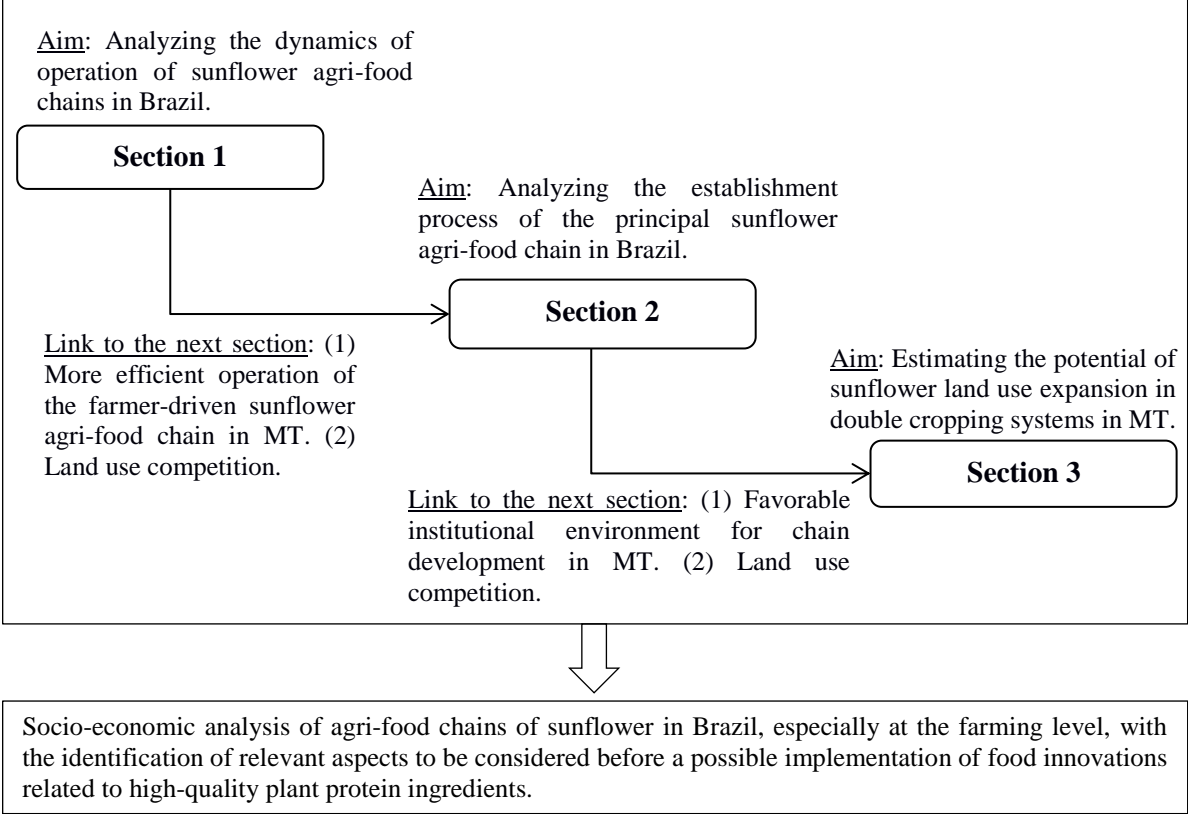 Aim: Analyzing the dynamics of
operation of sunflower agri-food
chains in Brazil.
Section 1
Aim: Analyzing the establishment
process of the principal sunflower
agri-food chain in Brazil.
Section 2
Link to the next section: (1)
More efficient operation of
the farmer-driven sunflower
agri-food chain in MT. (2)
Land use competition.
Aim: Estimating the potential of
sunflower land use expansion in
double cropping systems in MT.
Section 3
Link to the next section: (1) Favorable
institutional environment for chain
development in MT. (2) Land use
competition.
Socio-economic analysis of agri-food chains of sunflower in Brazil, especially at the farming level, with
the identification of relevant aspects to be considered before a possible implementation of food innovations
related to high-quality plant protein ingredients.